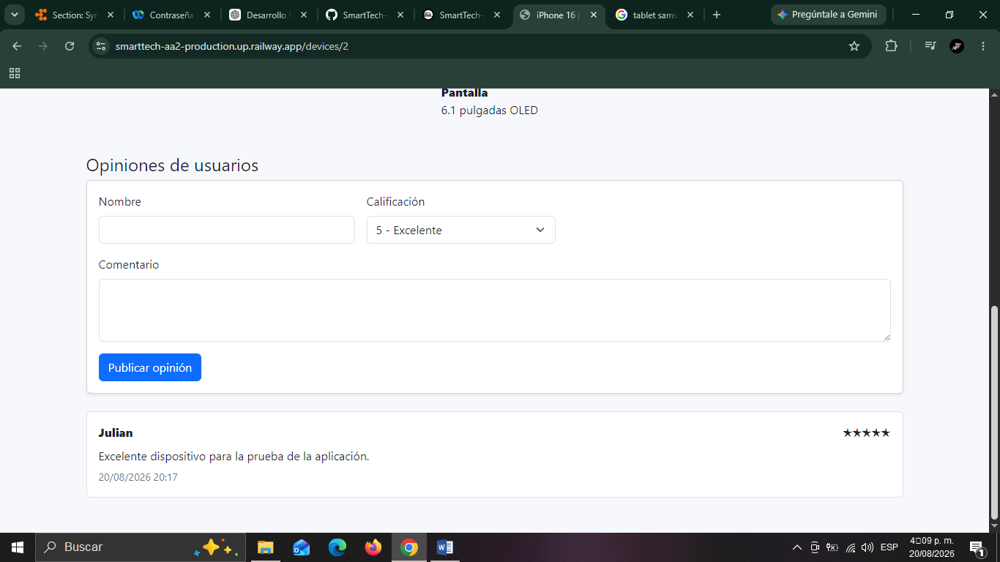 Section: Syn
Contraseña
Desarrollo
SmartTech-
SmartTech-
iPhone 16 |
tablet sams
Pregúntale a Gemini
smarttech-aa2-production.up.railway.app/devices/2
Pantalla
6.1 pulgadas OLED
Opiniones de usuarios
Nombre
Calificación
5 - Excelente
Comentario
Publicar opinión
Julian
★★★★★
Excelente dispositivo para la prueba de la aplicación.
20/08/2026 20:17
Buscar
ESP
4□09 p. m.
20/08/2026
1